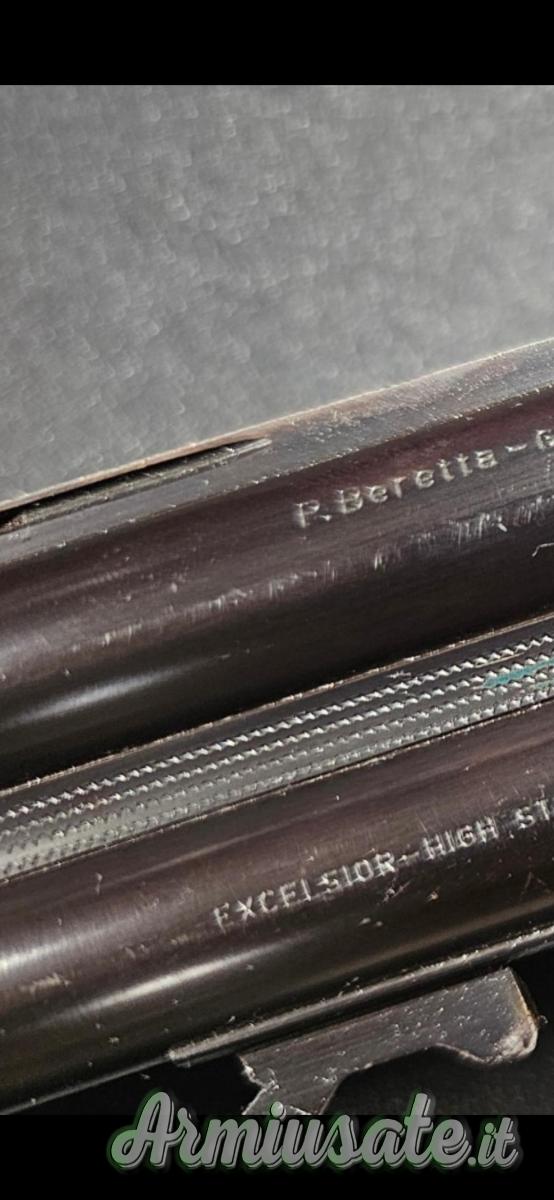 P. Beretta - G
EXCELSIOR - HIGH ST
Armiusate.it